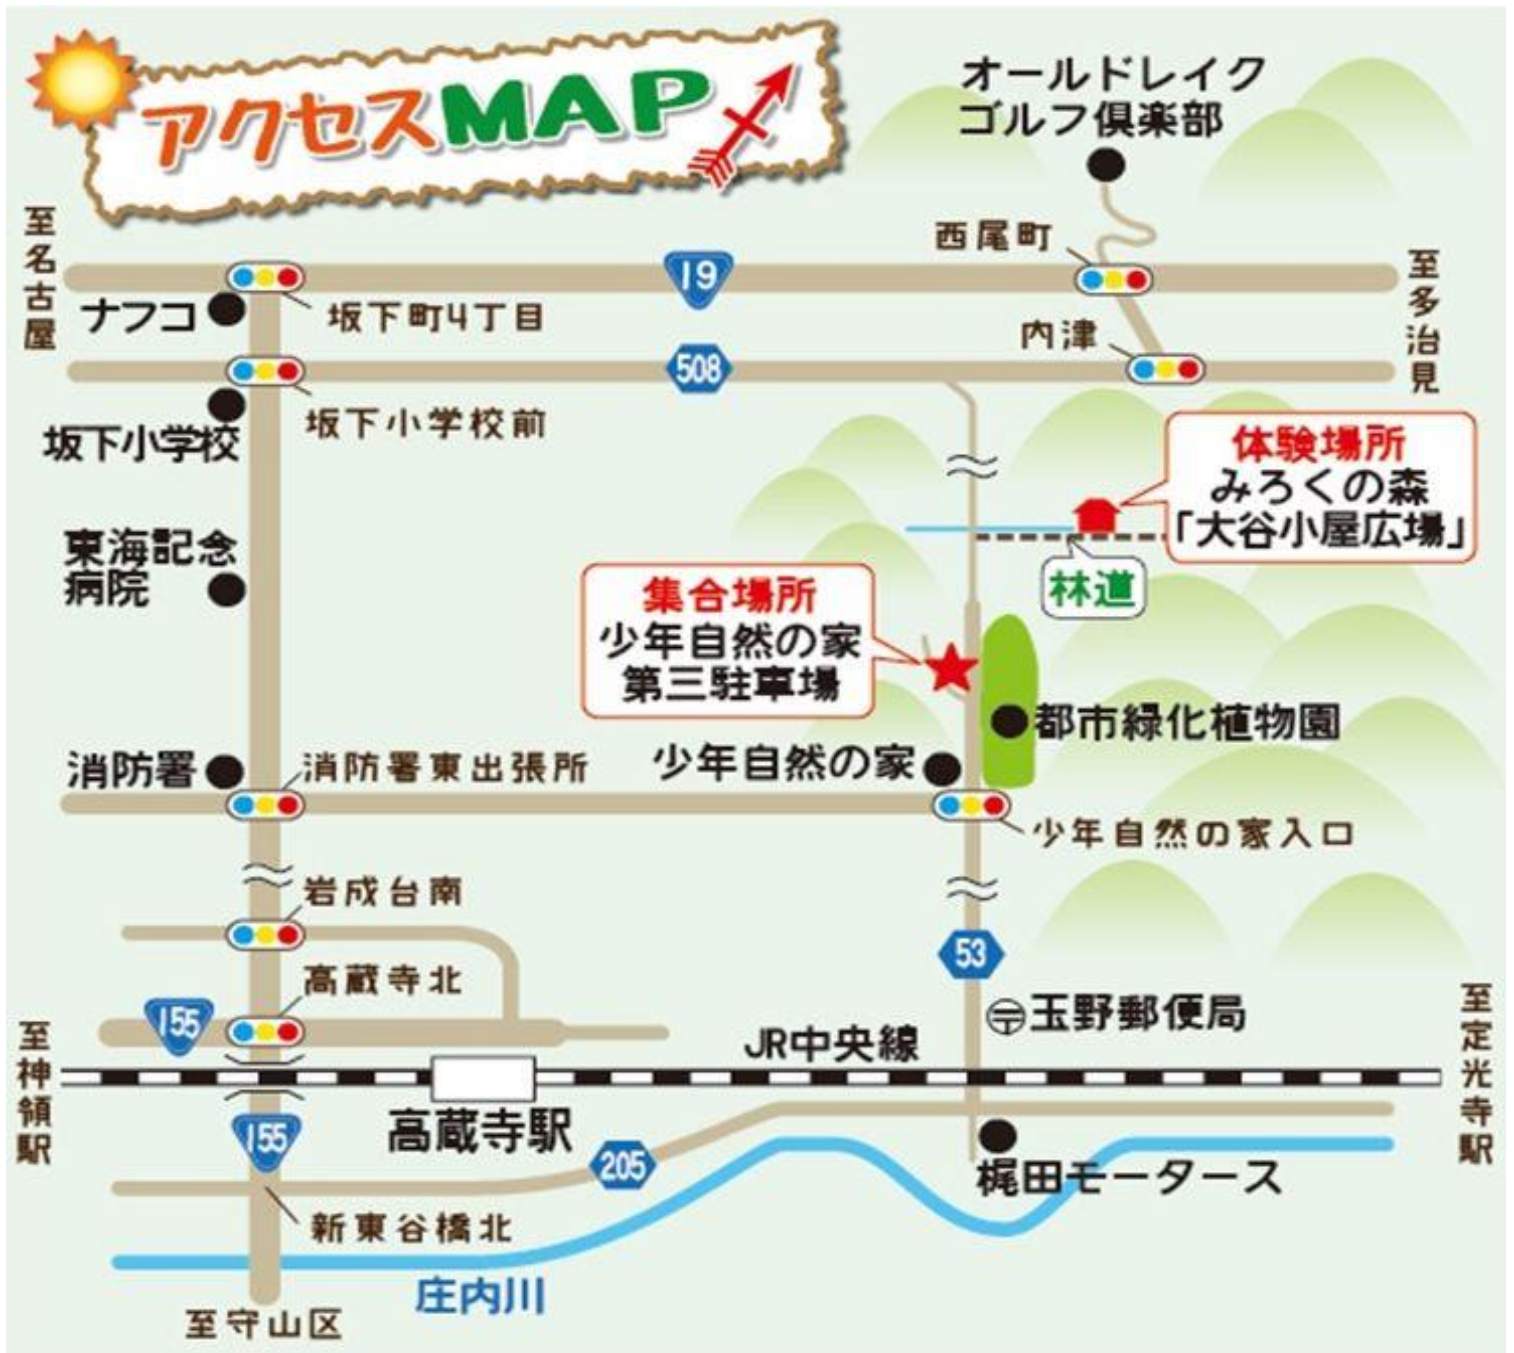 アクセスMAP
オールドレイク
ゴルフ倶楽部
至名古屋
西尾町
至多治見
19
ナフコ
坂下町4丁目
内津
508
坂下小学校前
坂下小学校
体験場所
みろくの森
「大谷小屋広場」
東海記念
病院
林道
集合場所
少年自然の家
第三駐車場
都市緑化植物園
消防署
消防署東出張所
少年自然の家
少年自然の家入口
岩成台南
53
高蔵寺北
155
至神領駅
玉野郵便局
至定光寺駅
JR中央線
高蔵寺駅
155
205
梶田モータース
新東谷橋北
庄内川
至守山区